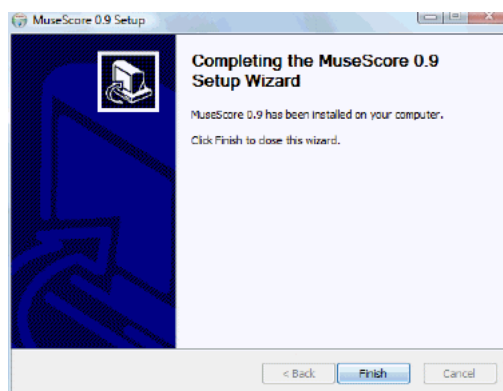 MuseScore 0.9 Setup
Completing the MuseScore 0.9
Setup Wizard
MuseScore 0.9 has been installed on your computer.
Click Finish to close this wizard.
< Back
Finish
Cancel